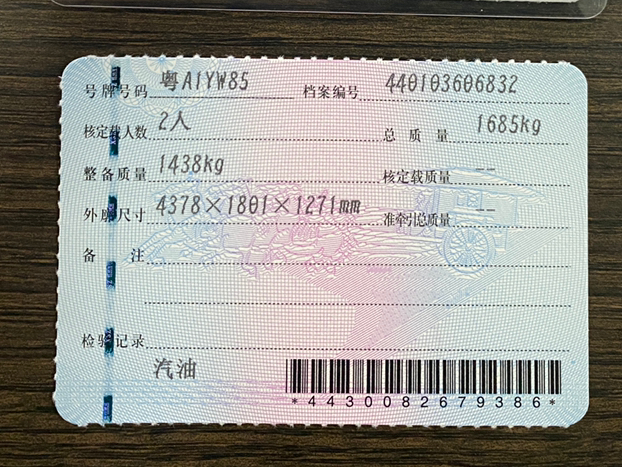 号牌号码 粤A1YW85 档案编号 440103606832
核定载人数 2人 总质量 1685kg
整备质量 1438kg 核定载质量 --
外廓尺寸 4378×1801×1271mm 准牵引总质量 --
备注
检验记录
汽油
*4430082679386*